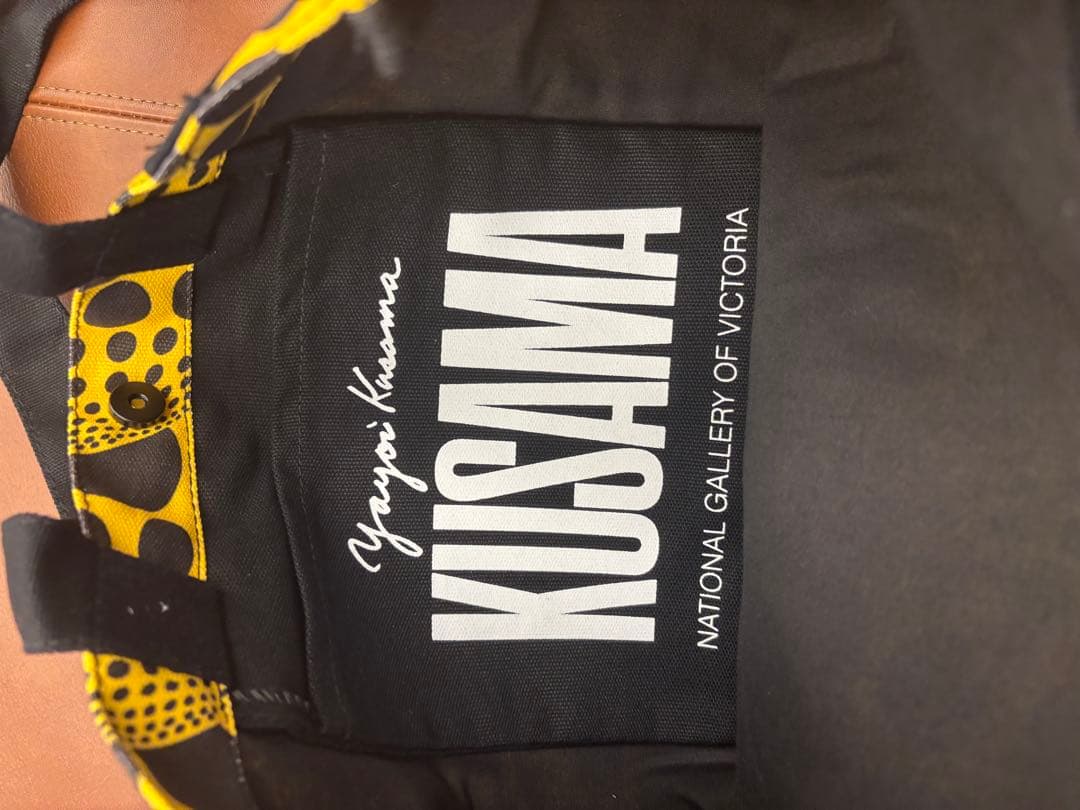 Yayoi Kusama
KUSAMA
NATIONAL GALLERY OF VICTORIA